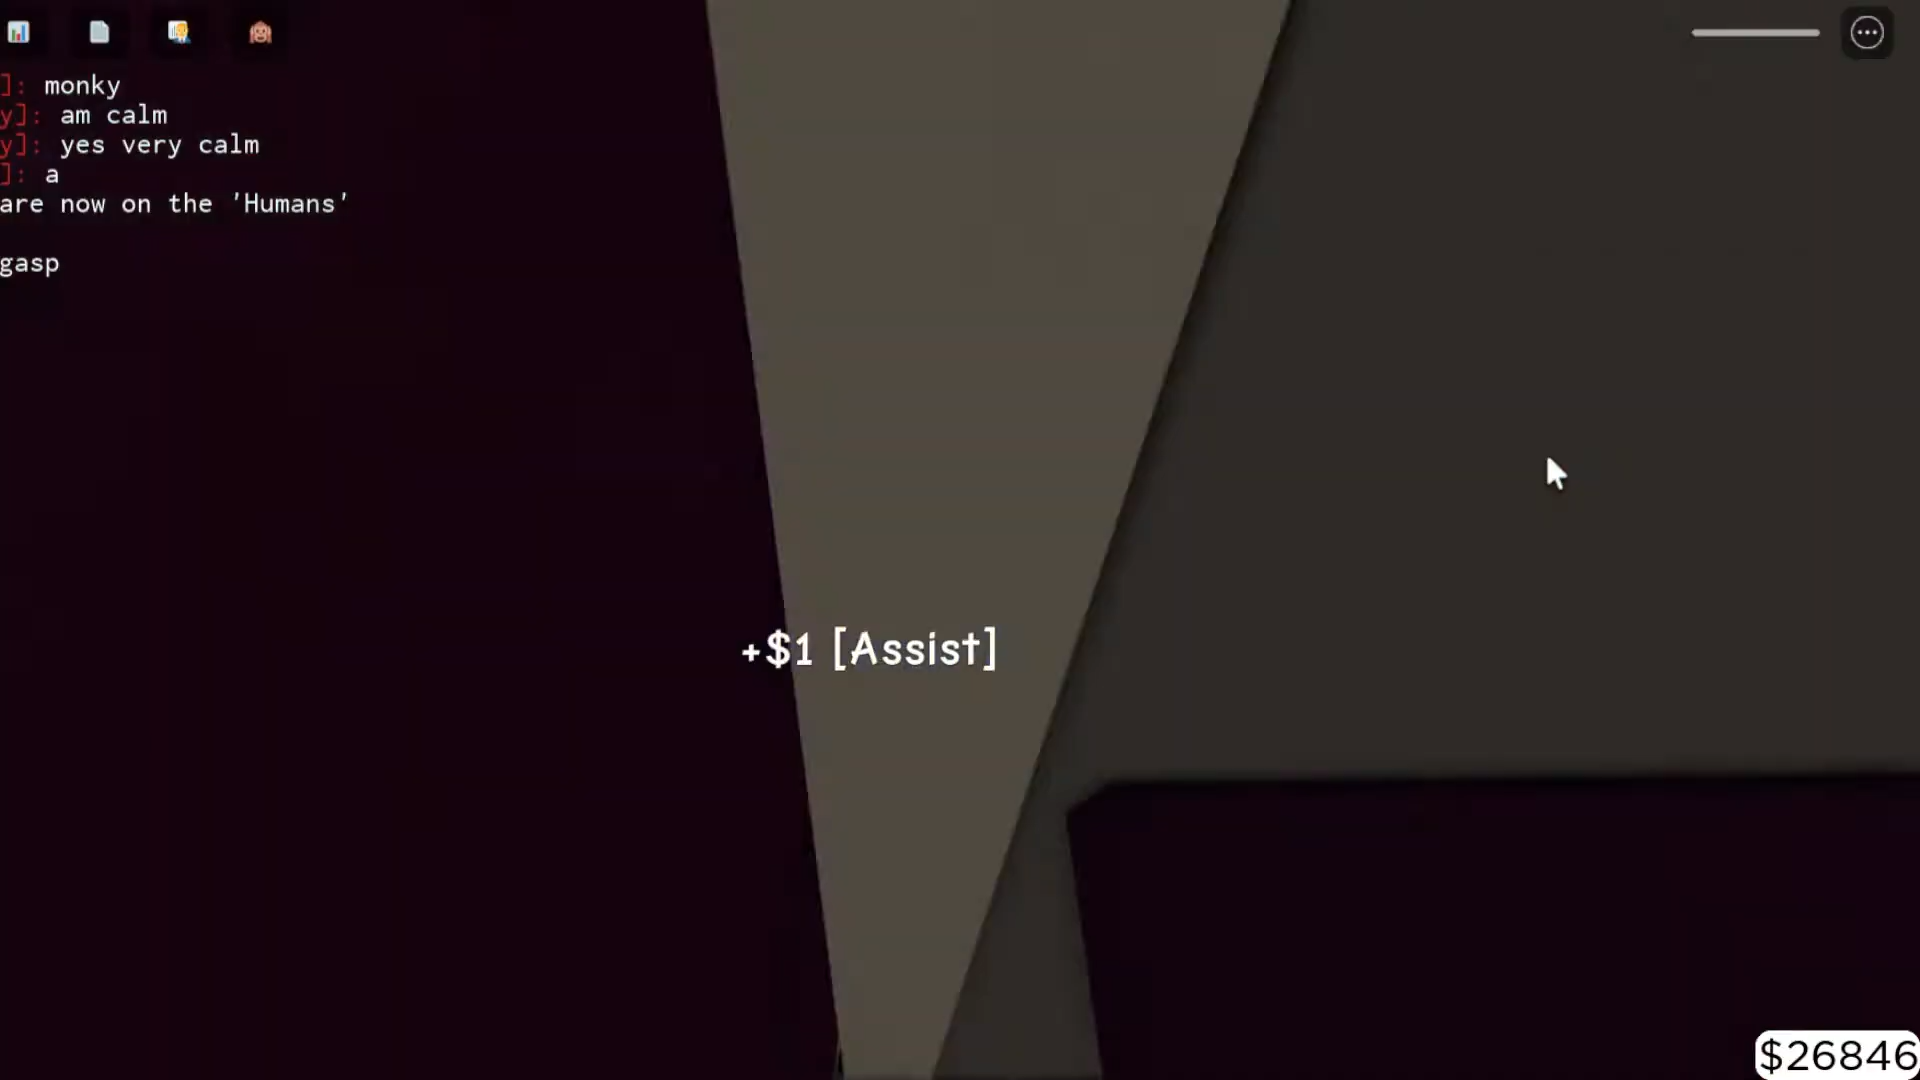 ]: monky
y]: am calm
y]: yes very calm
]: a
are now on the 'Humans'
gasp
+$1 [Assist]
$26846